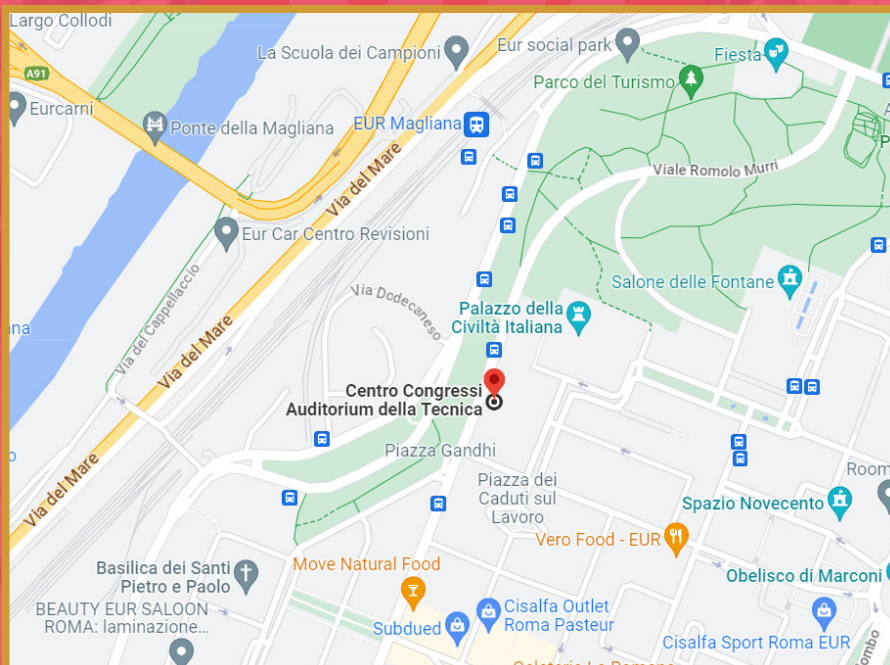 Largo Collodi
La Scuola dei Campioni
Eur social park
Fiesta
A91
Parco del Turismo
Eurcarni
Ponte della Magliana
EUR Magliana
Viale Romolo Murri
Via del Mare
Eur Car Centro Revisioni
Via del Cappellaccio
Via Dodecaneso
Salone delle Fontane
Palazzo della
Civiltà Italiana
Via del Mare
Centro Congressi
Auditorium della Tecnica
Piazza Gandhi
Via del Mare
Piazza dei
Caduti sul
Lavoro
Room
Spazio Novecento
Vero Food - EUR
Basilica dei Santi
Pietro e Paolo
Move Natural Food
Obelisco di Marconi
BEAUTY EUR SALOON
ROMA: laminazione...
Subdued
Cisalfa Outlet
Roma Pasteur
Cisalfa Sport Roma EUR